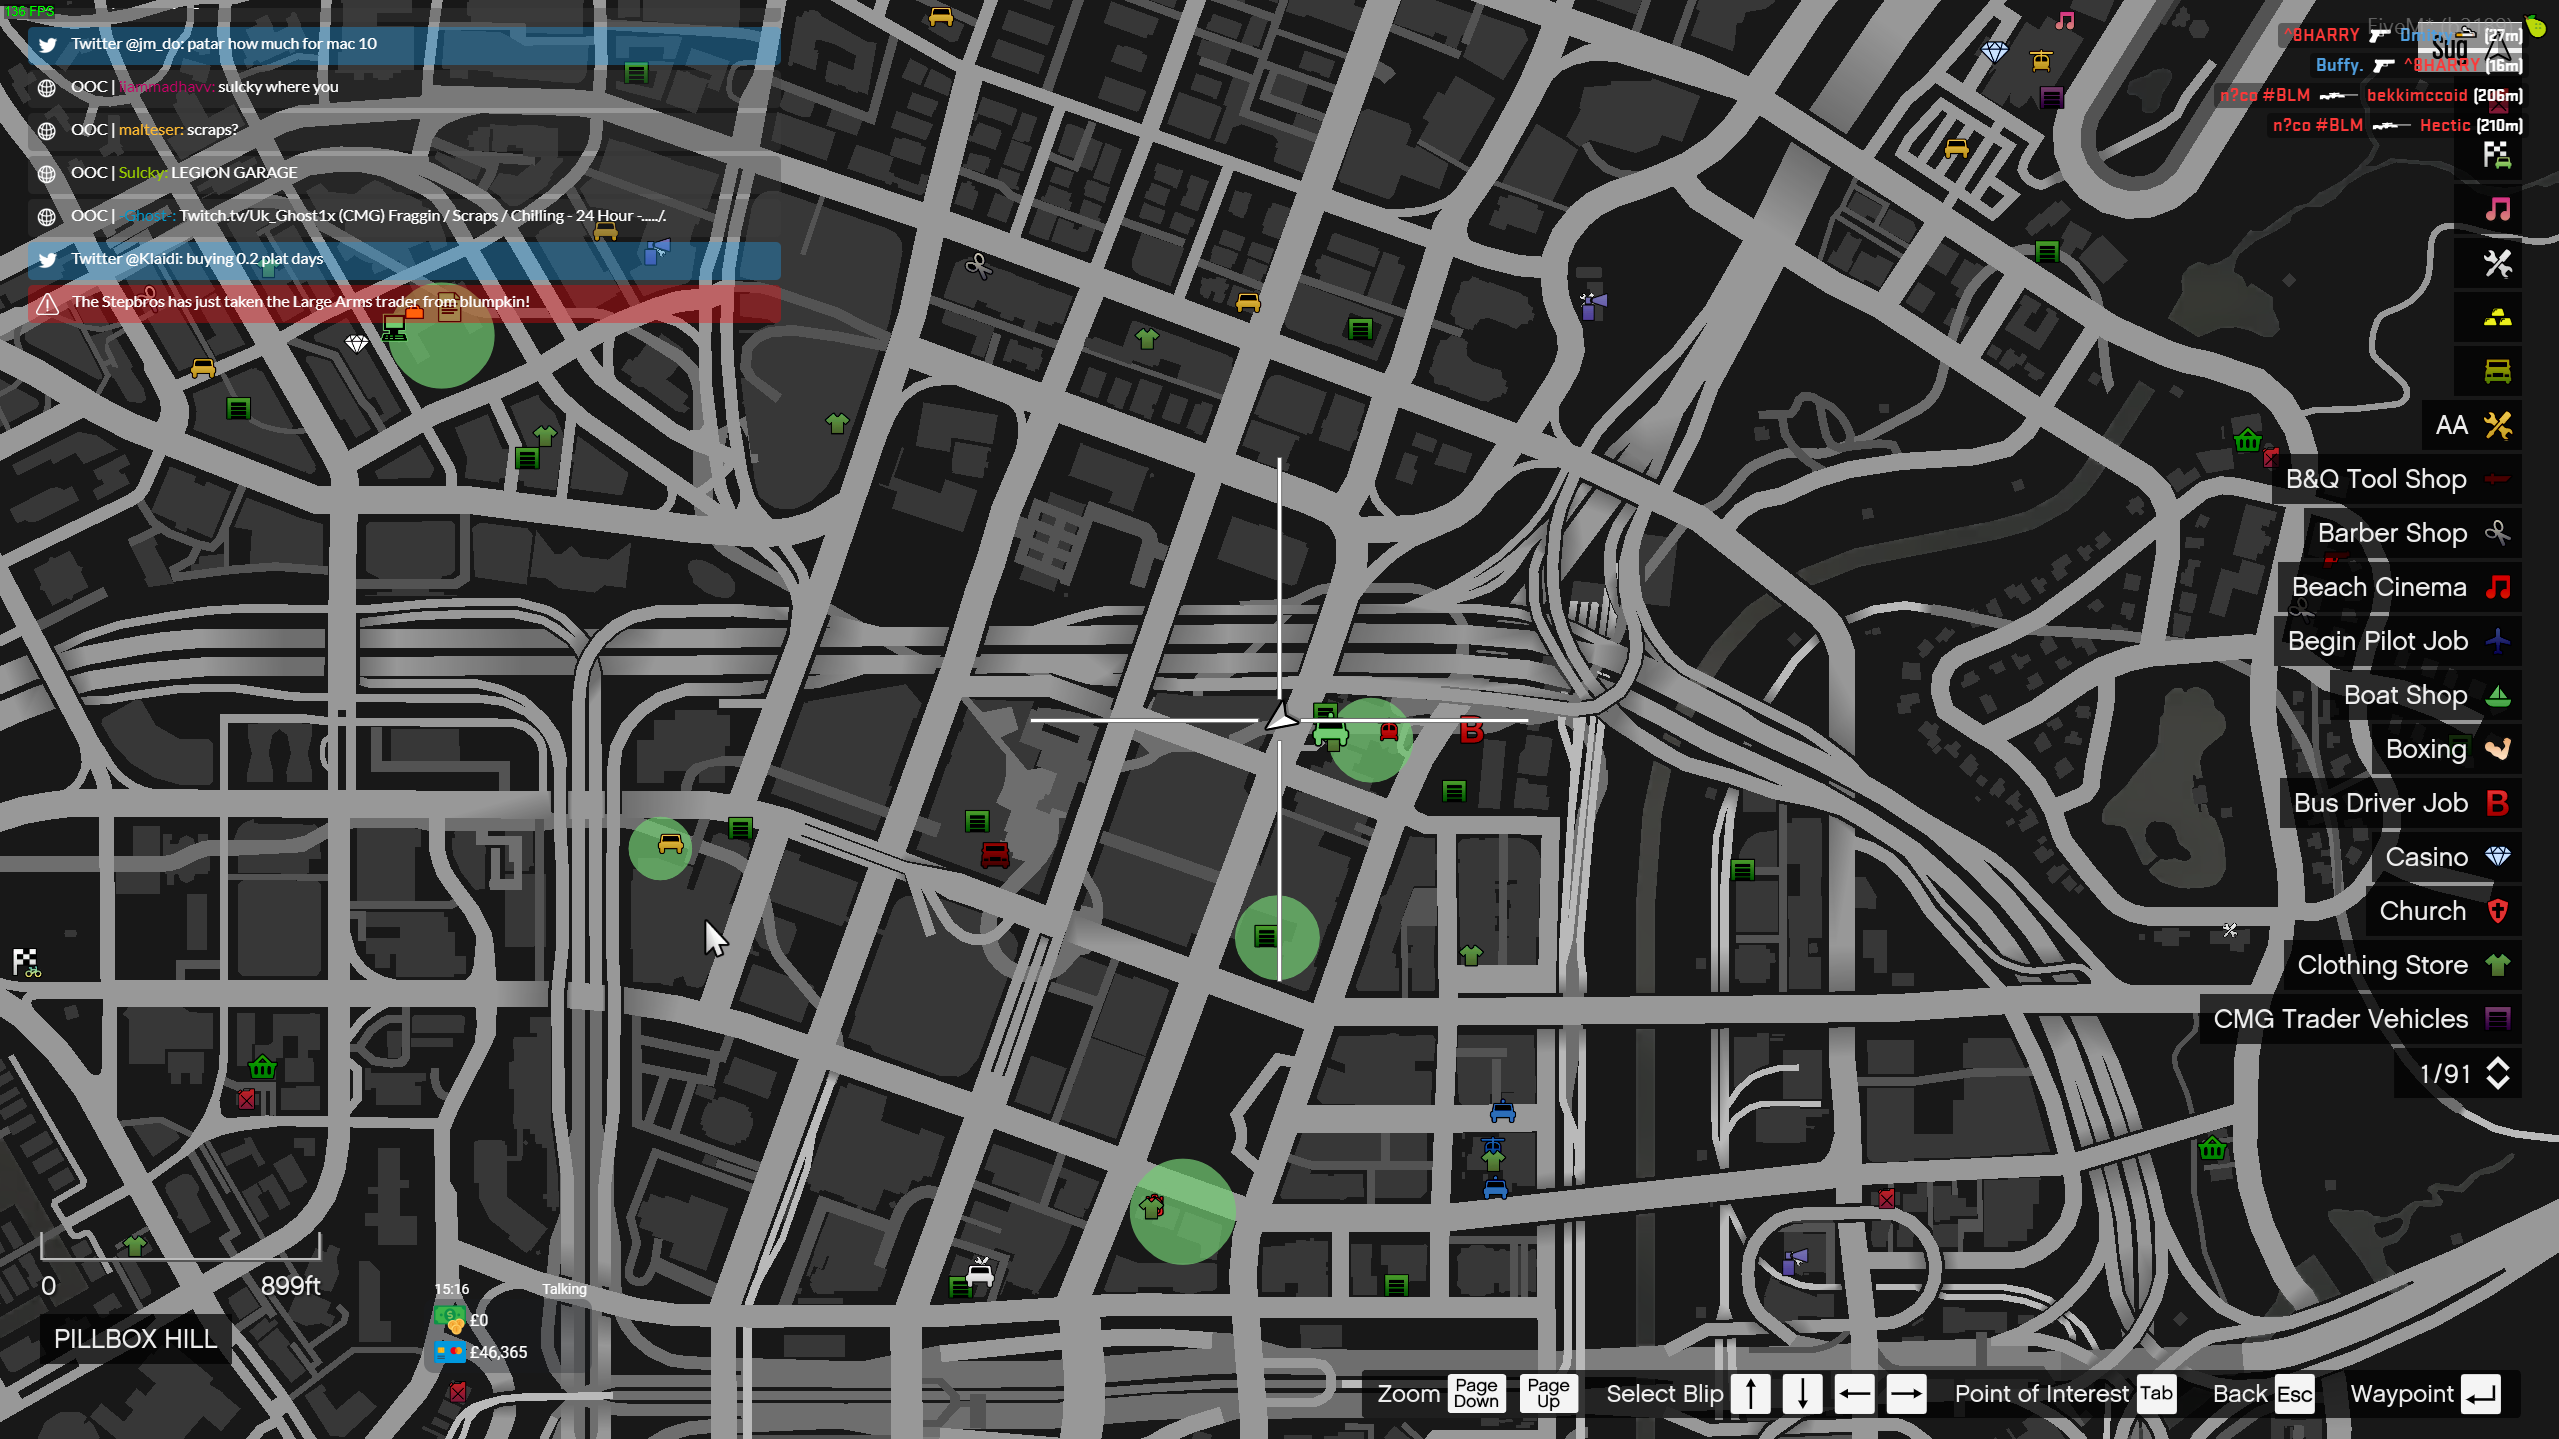 136 FPS
Twitter @jm_do: patar how much for mac 10
OOC | liammadhavv: sulcky where you
OOC | malteser: scraps?
OOC | Sulcky: LEGION GARAGE
OOC | -Ghost-: Twitch.tv/Uk_Ghost1x (CMG) Fraggin / Scraps / Chilling - 24 Hour -...../.
Twitter @Klaidi: buying 0.2 plat days
The Stepbros has just taken the Large Arms trader from blumpkin!
^8HARRY (27m)
Buffy. ^8HARRY (16m)
n?co #BLM bekkimccoid (206m)
n?co #BLM Hectic (210m)
AA
B&Q Tool Shop
Barber Shop
Beach Cinema
Begin Pilot Job
Boat Shop
Boxing
Bus Driver Job B
Casino
Church
Clothing Store
CMG Trader Vehicles
1/91
B
0 899ft
PILLBOX HILL
15:16 Talking
£0
£46,365
Zoom Page Down Page Up Select Blip ↑ ↓ ← → Point of Interest Tab Back Esc Waypoint